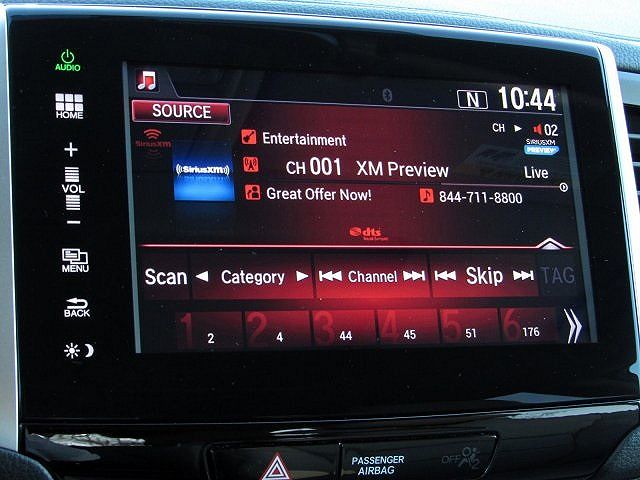 AUDIO
N 10:44
HOME
SOURCE
CH 02
SiriusXM
Entertainment
SIRIUSXM
PREVIEW
+
VOL
-
((SiriusXM))
CH 001 XM Preview Live
Great Offer Now! 844-711-8800
dts
MENU
Scan Category Channel Skip TAG
BACK
1 2 3 4 5 6
2 4 44 45 51 176
PASSENGER
AIRBAG
OFF 2